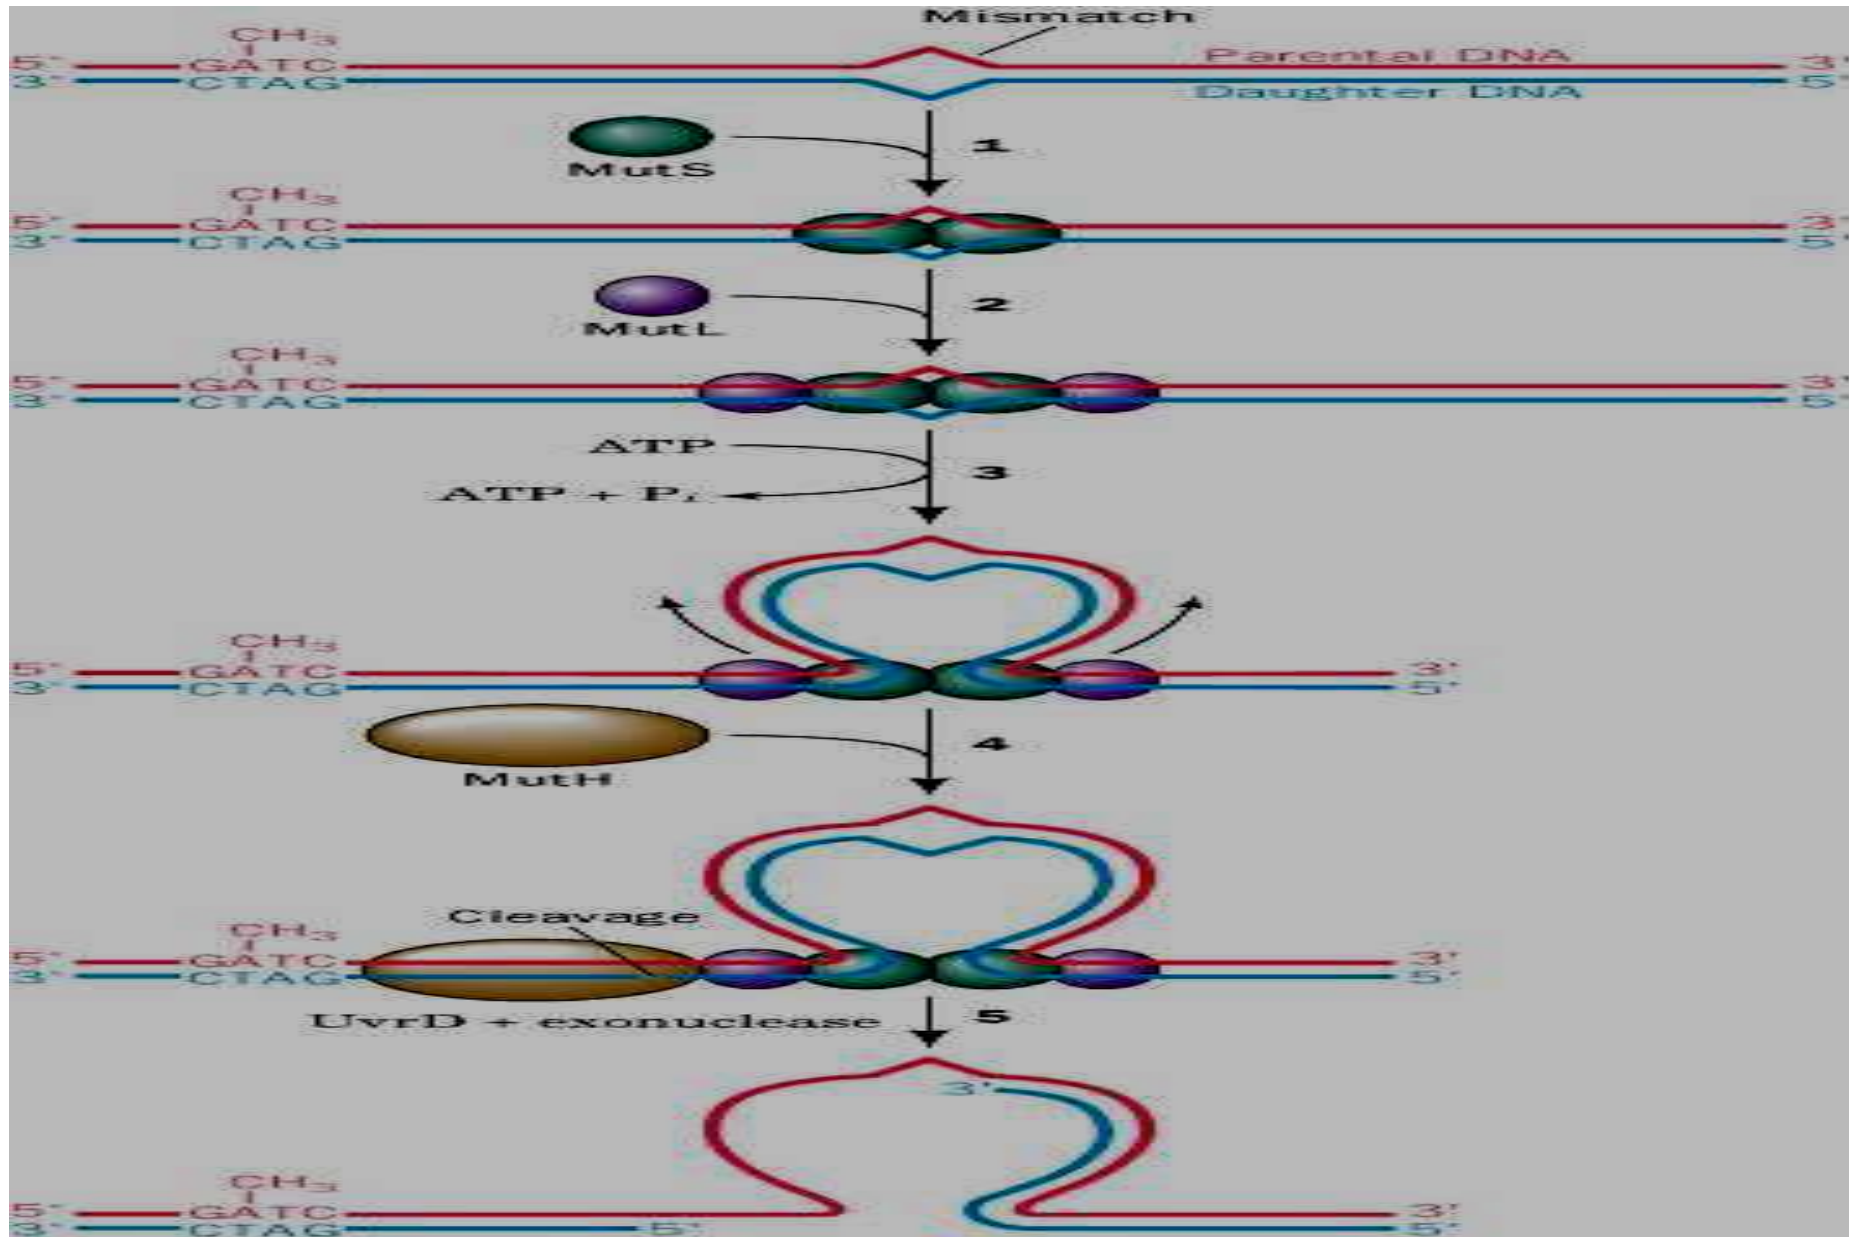 Mismatch
CH₃
5' GATC Parental DNA 3'
3' CTAG Daughter DNA 5'
1
MutS
CH₃
5' GATC 3'
3' CTAG 5'
2
MutL
CH₃
5' GATC 3'
3' CTAG 5'
ATP
3
ATP + Pᵢ
CH₃
5' GATC 3'
3' CTAG 5'
4
MutH
Cleavage
CH₃
5' GATC 3'
3' CTAG 5'
UvrD + exonuclease 5
3'
CH₃
5' GATC 3'
3' CTAG 5' 5'